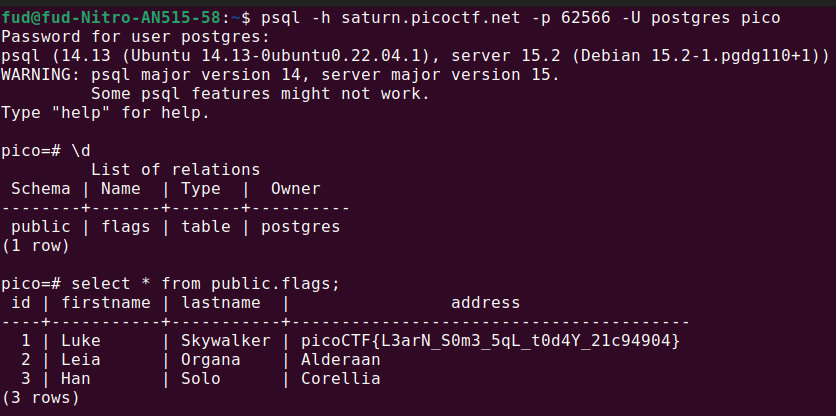 fud@fud-Nitro-AN515-58:~$ psql -h saturn.picoctf.net -p 62566 -U postgres pico
Password for user postgres:
psql (14.13 (Ubuntu 14.13-0ubuntu0.22.04.1), server 15.2 (Debian 15.2-1.pgdg110+1))
WARNING: psql major version 14, server major version 15.
         Some psql features might not work.
Type "help" for help.

pico=# \d
         List of relations
 Schema | Name  | Type  |  Owner
--------+-------+-------+----------
 public | flags | table | postgres
(1 row)

pico=# select * from public.flags;
 id | firstname | lastname  |                address
----+-----------+-----------+----------------------------------------
  1 | Luke      | Skywalker | picoCTF{L3arN_S0m3_5qL_t0d4Y_21c94904}
  2 | Leia      | Organa    | Alderaan
  3 | Han       | Solo      | Corellia
(3 rows)